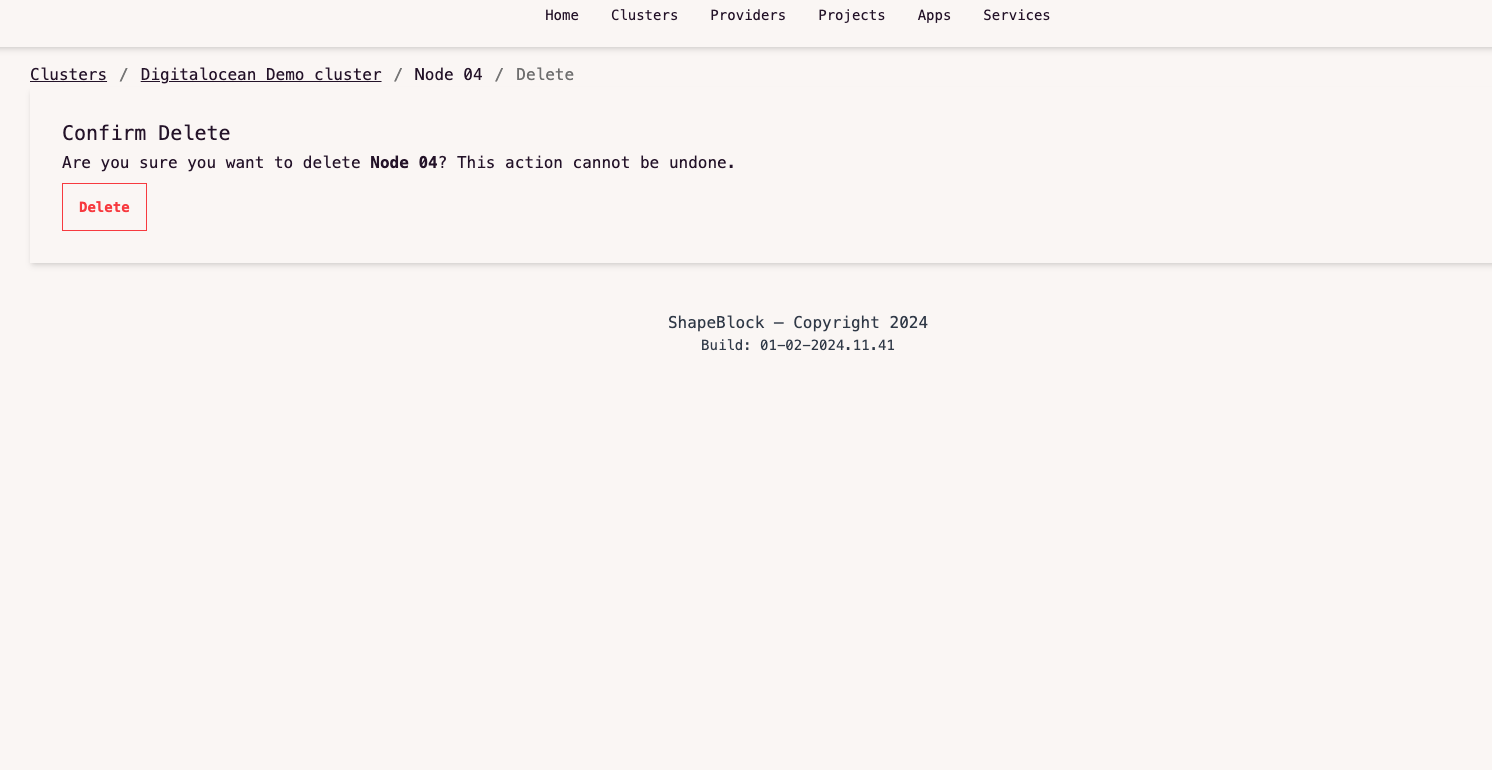 Home Clusters Providers Projects Apps Services
Clusters / Digitalocean Demo cluster / Node 04 / Delete
Confirm Delete
Are you sure you want to delete Node 04? This action cannot be undone.
Delete
ShapeBlock — Copyright 2024
Build: 01-02-2024.11.41